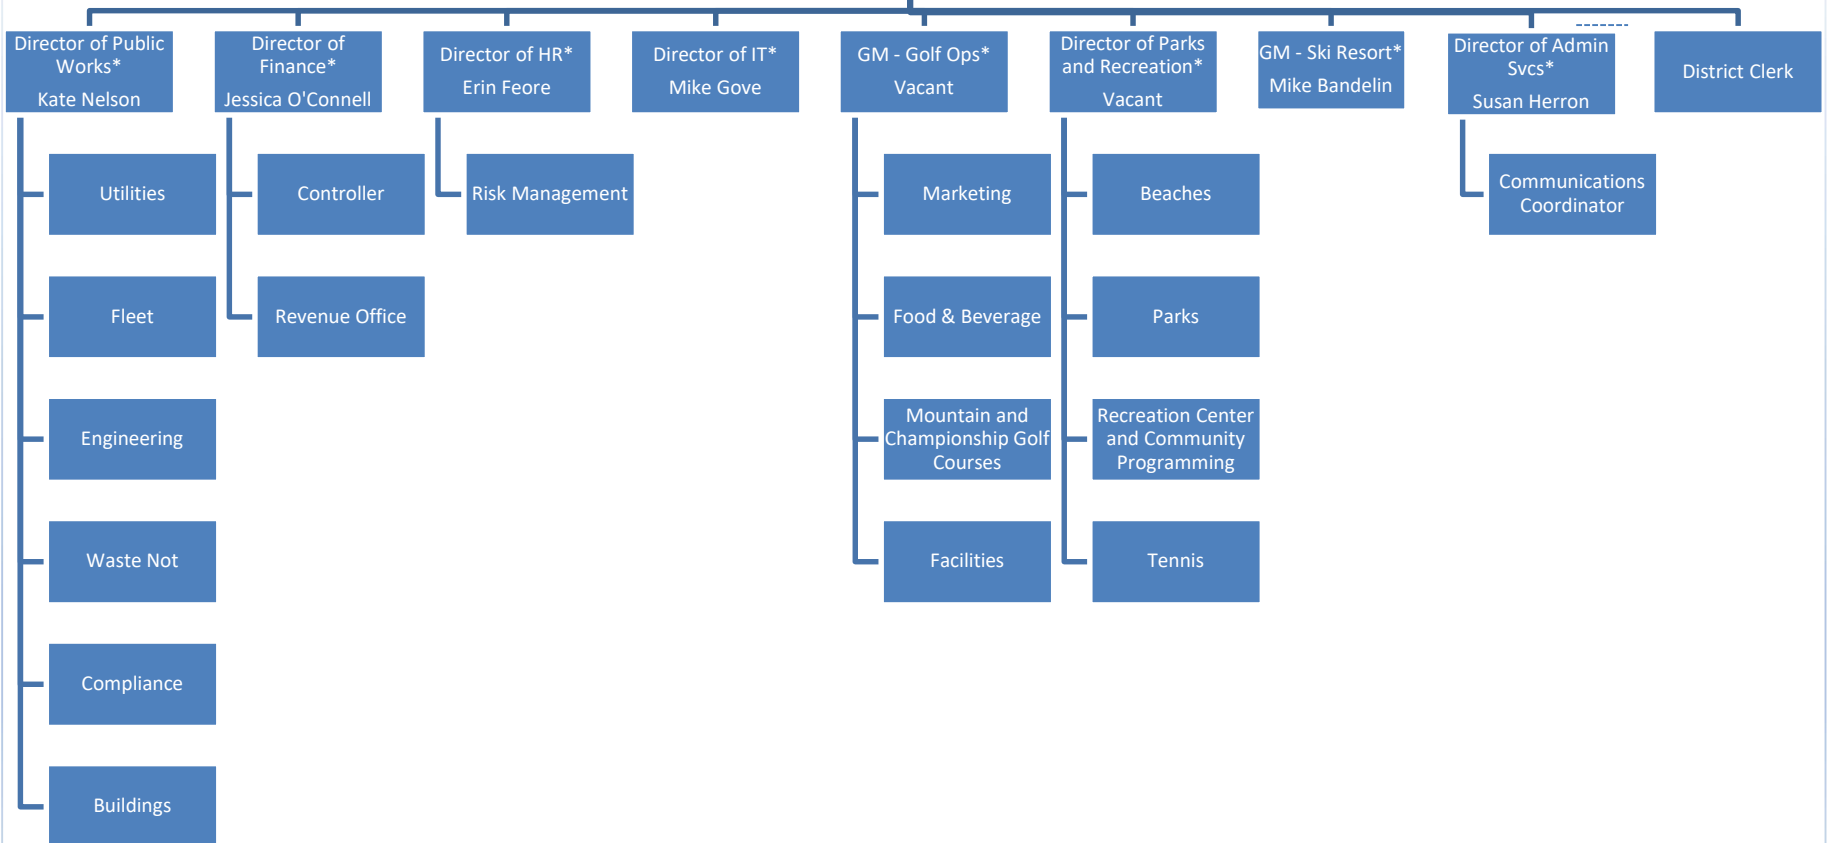 Director of Public
Works*
Kate Nelson
Director of
Finance*
Jessica O'Connell
Director of HR*
Erin Feore
Director of IT*
Mike Gove
GM - Golf Ops*
Vacant
Director of Parks
and Recreation*
Vacant
GM - Ski Resort*
Mike Bandelin
Director of Admin
Svcs*
Susan Herron
District Clerk
Utilities
Fleet
Engineering
Waste Not
Compliance
Buildings
Controller
Revenue Office
Risk Management
Marketing
Food & Beverage
Mountain and
Championship Golf
Courses
Facilities
Beaches
Parks
Recreation Center
and Community
Programming
Tennis
Communications
Coordinator